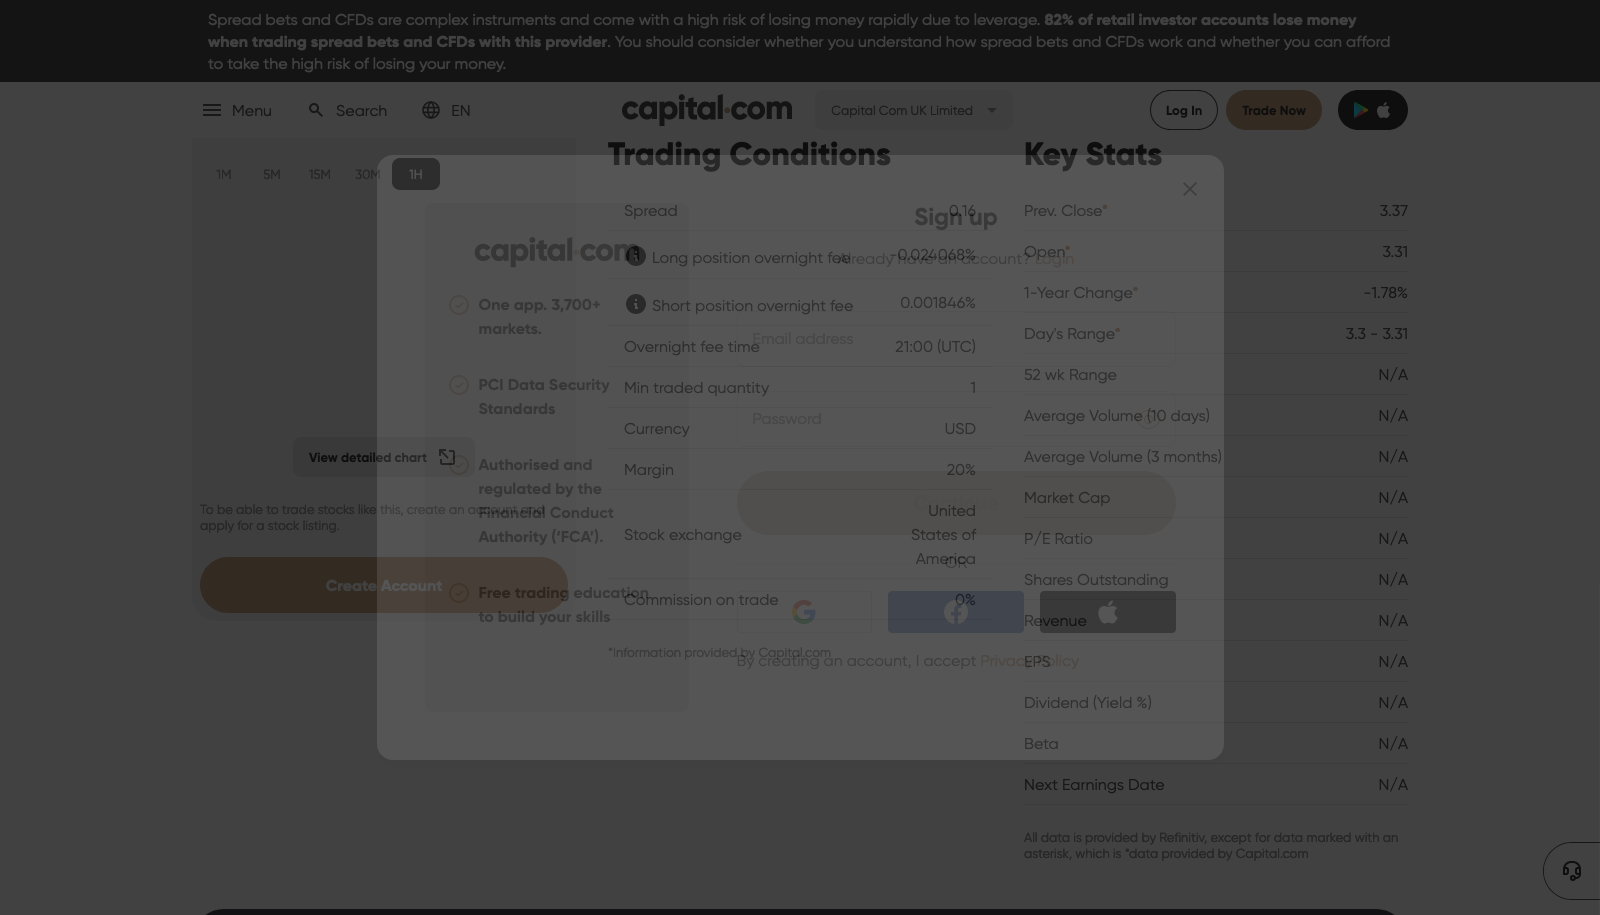 Spread bets and CFDs are complex instruments and come with a high risk of losing money rapidly due to leverage. 82% of retail investor accounts lose money
when trading spread bets and CFDs with this provider. You should consider whether you understand how spread bets and CFDs work and whether you can afford
to take the high risk of losing your money.
Menu
Search
EN
capital.com
Capital Com UK Limited
Log In
Trade Now
1M 5M 15M 30M 1H
View detailed chart
To be able to trade stocks like this, create an account and
apply for a stock listing.
Create Account
Trading Conditions
Spread 0.16
Long position overnight fee -0.024068%
Short position overnight fee 0.001846%
Overnight fee time 21:00 (UTC)
Min traded quantity 1
Currency USD
Margin 20%
Stock exchange United
States of
America
Commission on trade 0%
*Information provided by Capital.com
Key Stats
Prev. Close* 3.37
Open* 3.31
1-Year Change* -1.78%
Day's Range* 3.3 - 3.31
52 wk Range N/A
Average Volume (10 days) N/A
Average Volume (3 months) N/A
Market Cap N/A
P/E Ratio N/A
Shares Outstanding N/A
Revenue N/A
EPS N/A
Dividend (Yield %) N/A
Beta N/A
Next Earnings Date N/A
All data is provided by Refinitiv, except for data marked with an
asterisk, which is *data provided by Capital.com
capital.com
One app. 3,700+
markets.
PCI Data Security
Standards
Authorised and
regulated by the
Financial Conduct
Authority (‘FCA’).
Free trading education
to build your skills
Sign up
Already have an account? Login
Email address
Password
OR
By creating an account, I accept Privacy Policy